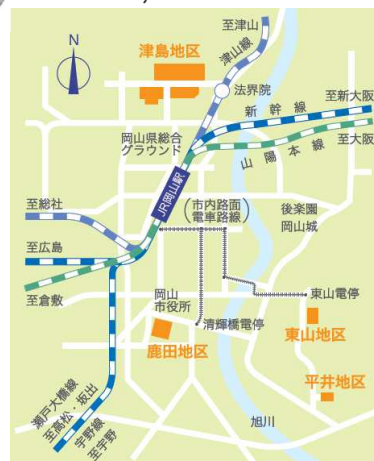 N
至津山
津山線
津島地区
法界院
新幹線
至新大阪
至大阪
山陽本線
岡山県総合
グラウンド
JR岡山駅
至総社
市内路面
電車路線
後楽園
岡山城
至広島
至倉敷
岡山
市役所
東山電停
清輝橋電停
東山地区
鹿田地区
平井地区
瀬戸大橋線
至高松・坂出
宇野線
至宇野
旭川